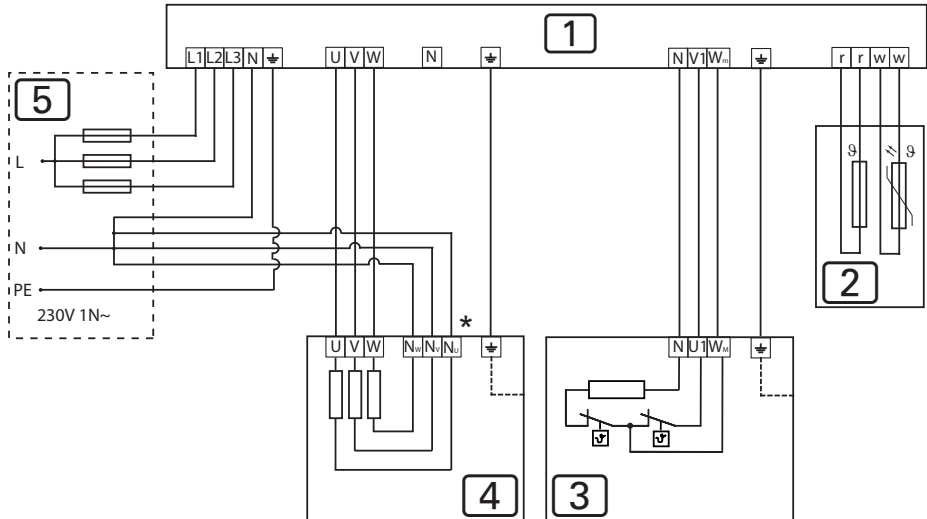 1
L1 L2 L3 N
U V W
N
N V1 Wm
r r w w
5
L
N
PE
230V 1N~
ϑ ϑ
2
*
U V W NW NV NU
N U1 WM
ϑ ϑ
4
3